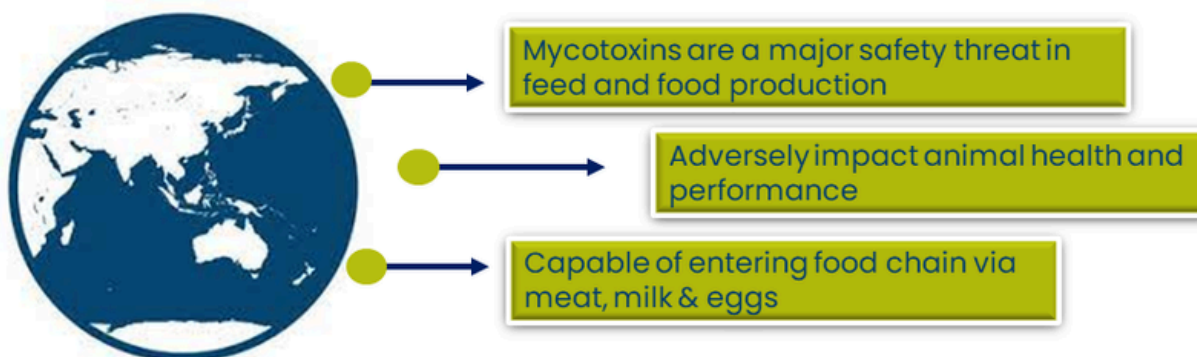 Mycotoxins are a major safety threat in
feed and food production
Adversely impact animal health and
performance
Capable of entering food chain via
meat, milk & eggs